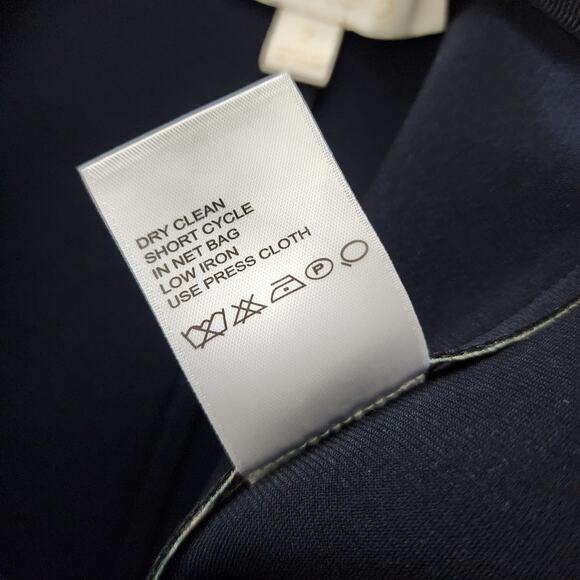 DRY CLEAN
SHORT CYCLE
IN NET BAG
LOW IRON
USE PRESS CLOTH
P